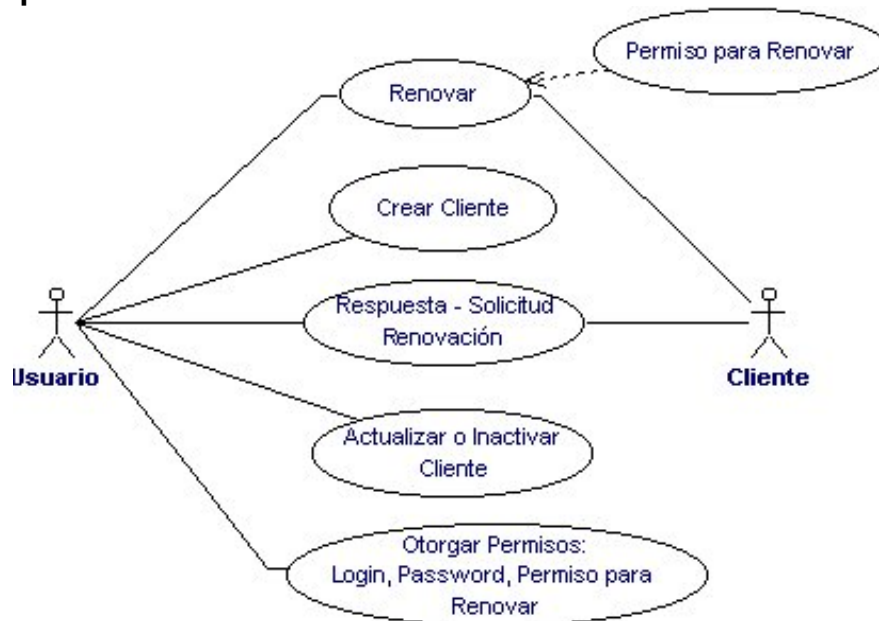 Permiso para Renovar
Renovar
Crear Cliente
Respuesta - Solicitud
Renovación
Usuario
Cliente
Actualizar o Inactivar
Cliente
Otorgar Permisos:
Login, Password, Permiso para
Renovar